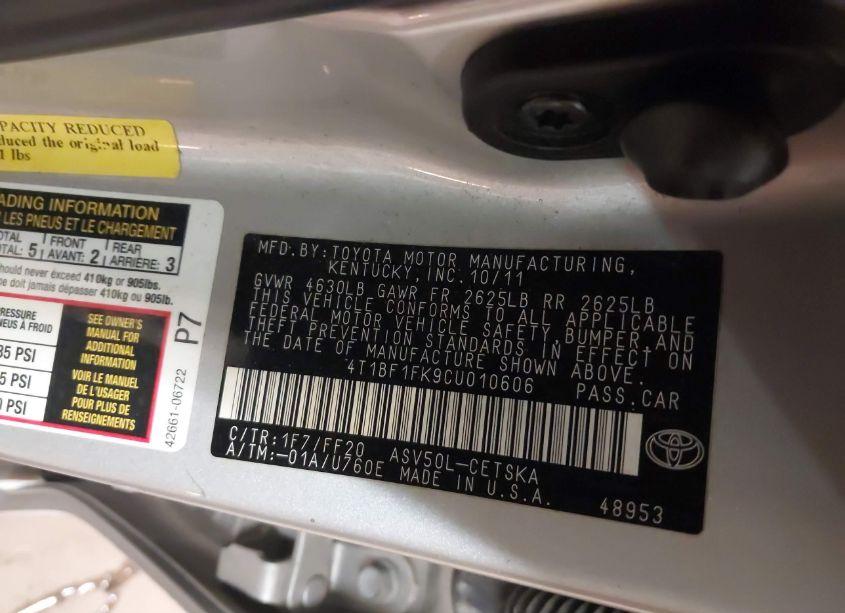 APACITY REDUCED
duced the original load
1 lbs
ADING INFORMATION
LES PNEUS ET LE CHARGEMENT
TOTAL: 5
FRONT
AVANT: 2
REAR
ARRIÈRE: 3
should never exceed 410kg or 905lbs.
ne doit jamais dépasser 410kg ou 905lb.
PRESSURE
NEUS À FROID
35 PSI
5 PSI
0 PSI
SEE OWNER'S
MANUAL FOR
ADDITIONAL
INFORMATION
VOIR LE MANUEL
DE L'USAGER
POUR PLUS DE
RENSEIGNEMENTS
P7
42661-06722
MFD.BY: TOYOTA MOTOR MANUFACTURING,
KENTUCKY, INC. 10/11
GVWR 4630LB GAWR FR 2625LB RR 2625LB
THIS VEHICLE CONFORMS TO ALL APPLICABLE
FEDERAL MOTOR VEHICLE SAFETY, BUMPER, AND
THEFT PREVENTION STANDARDS IN EFFECT ON
THE DATE OF MANUFACTURE SHOWN ABOVE.
4T1BF1FK9CU010606 PASS.CAR
C/TR: 1F7/FF20 ASV50L-CETSKA
A/TM: -01A/U760E MADE IN U.S.A.
48953